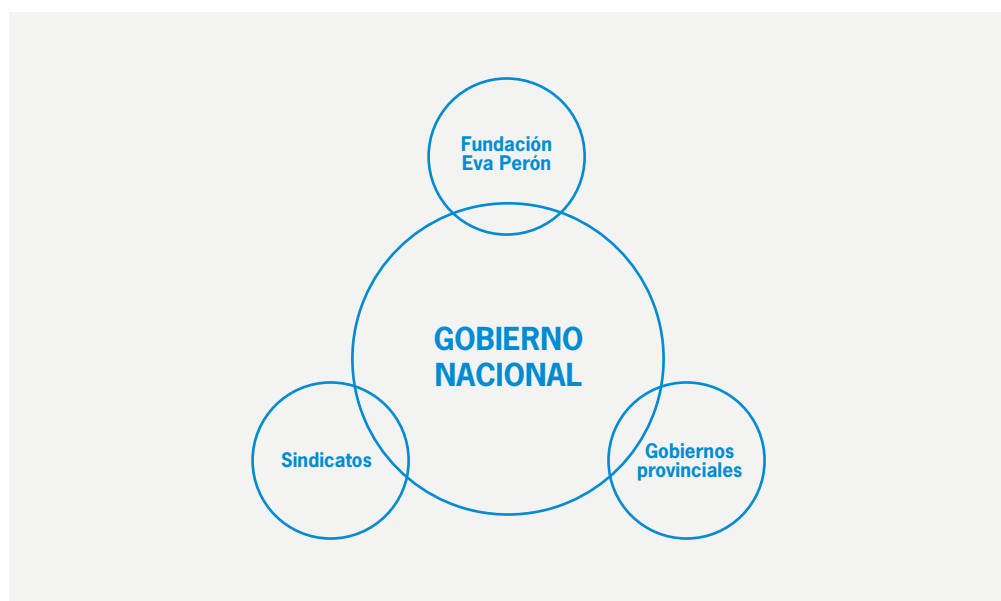 Fundación
Eva Perón
GOBIERNO
NACIONAL
Sindicatos
Gobiernos
provinciales